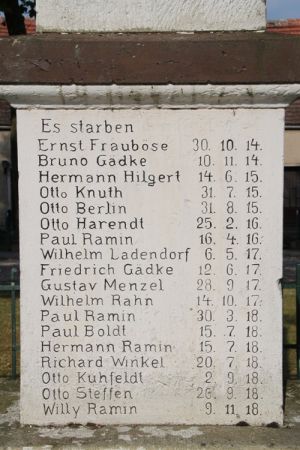 Es starben
Ernst Frauböse 30. 10. 14.
Bruno Gädke 10. 11. 14.
Hermann Hilgert 14. 6. 15.
Otto Knuth 31. 7. 15.
Otto Berlin 31. 8. 15.
Otto Harendt 25. 2. 16.
Paul Ramin 16. 4. 16.
Wilhelm Ladendorf 6. 5. 17.
Friedrich Gädke 12. 6. 17.
Gustav Menzel 28. 9. 17.
Wilhelm Rahn 14. 10. 17.
Paul Ramin 30. 3. 18.
Paul Boldt 15. 7. 18.
Hermann Ramin 15. 7. 18.
Richard Winkel 20. 7. 18.
Otto Kuhfeldt 2. 9. 18.
Otto Steffen 9. 18.
Willy Ramin 9. 11. 18.